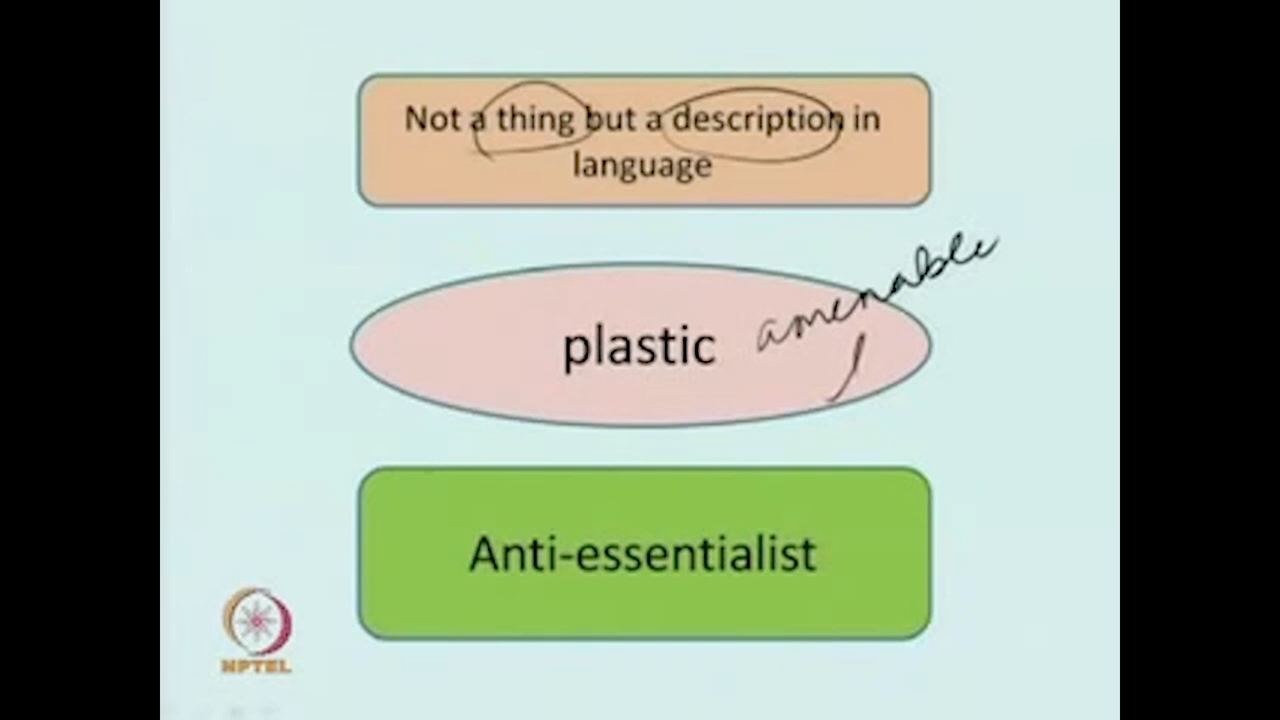 Not a thing but a description in
language
amenable
plastic
Anti-essentialist
NPTEL